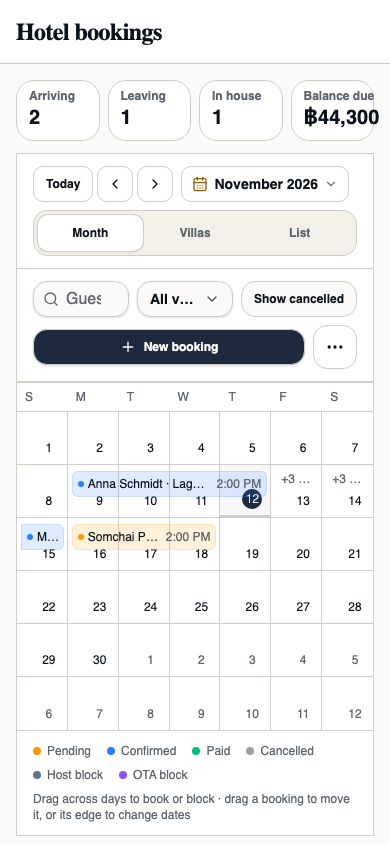 Hotel bookings
Arriving
2
Leaving
1
In house
1
Balance due
฿44,300
Today
November 2026
Month
Villas
List
Gues
All v…
Show cancelled
New booking
S M T W T F S
1 2 3 4 5 6 7
Anna Schmidt · Lag… 2:00 PM +3 … +3 …
8 9 10 11 12 13 14
M… Somchai P… 2:00 PM
15 16 17 18 19 20 21
22 23 24 25 26 27 28
29 30 1 2 3 4 5
6 7 8 9 10 11 12
Pending Confirmed Paid Cancelled
Host block OTA block
Drag across days to book or block · drag a booking to move
it, or its edge to change dates